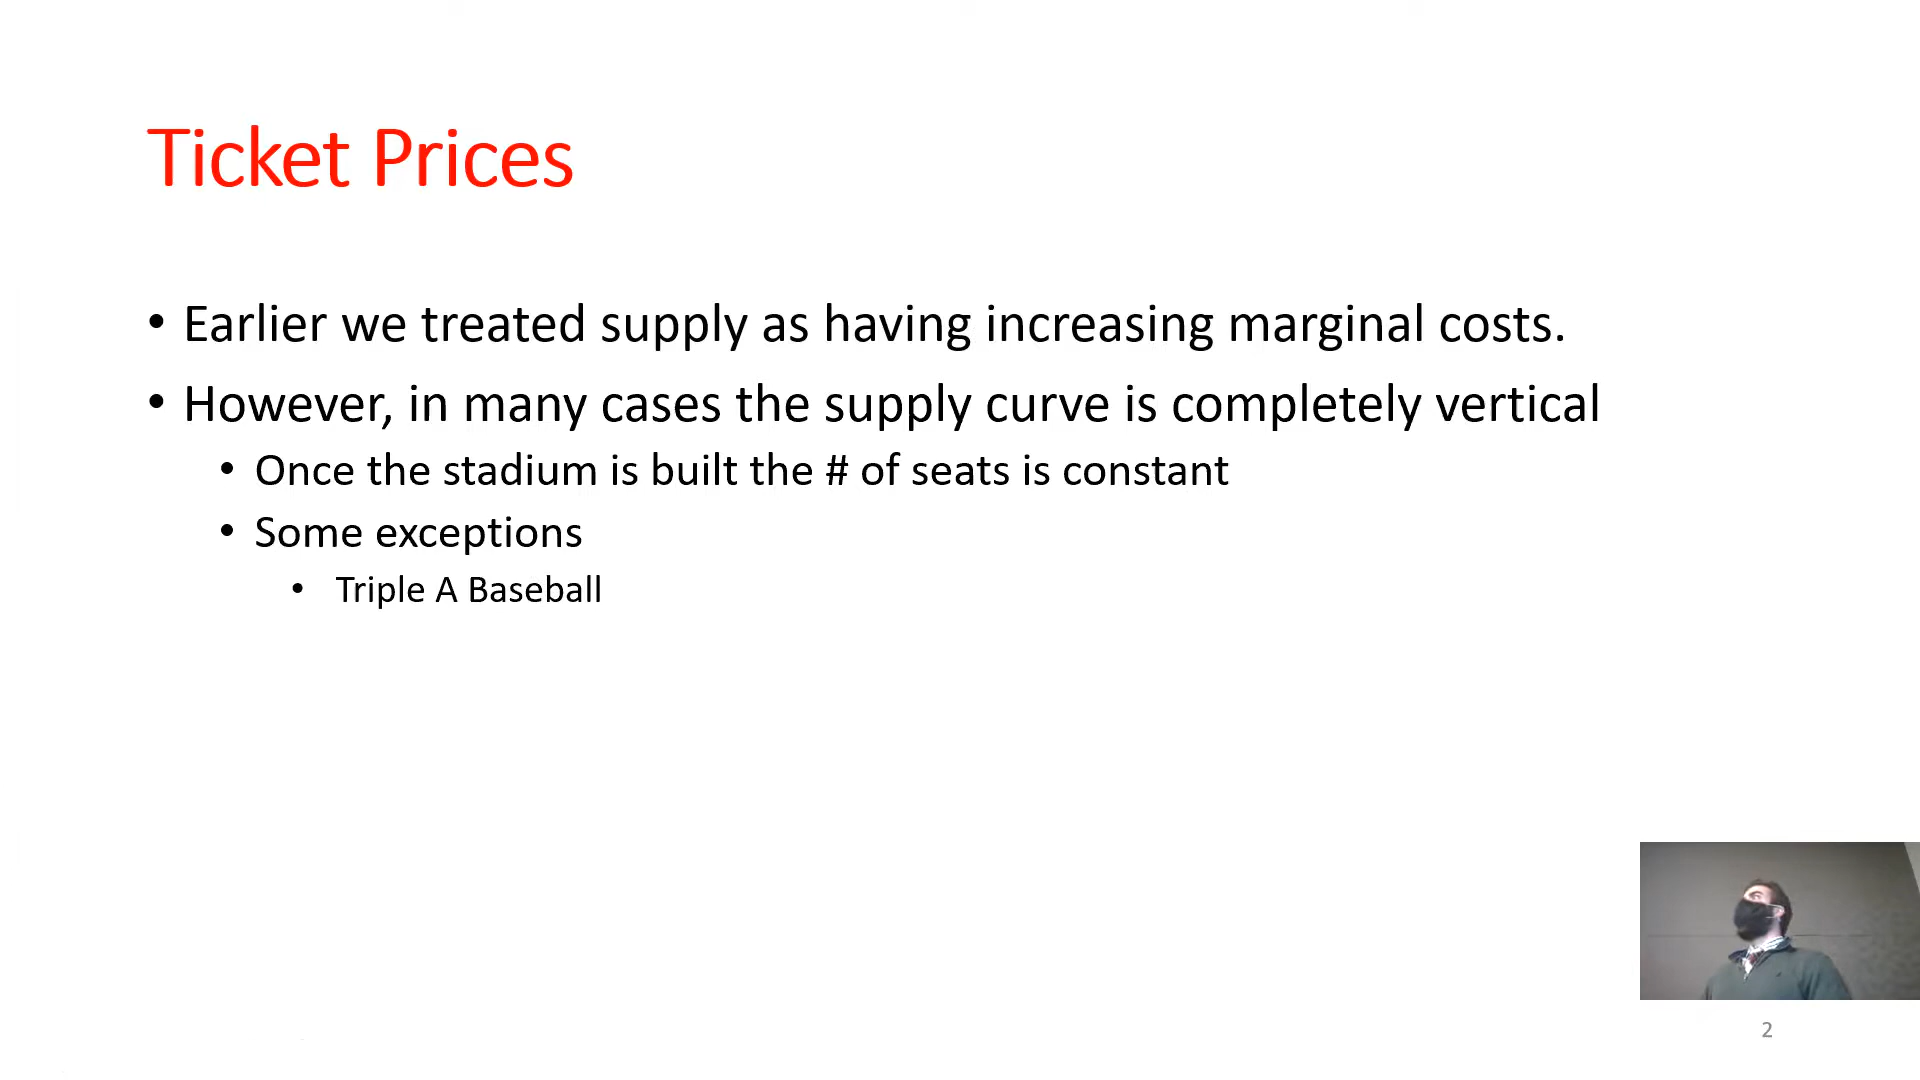 Ticket Prices
• Earlier we treated supply as having increasing marginal costs.
• However, in many cases the supply curve is completely vertical
• Once the stadium is built the # of seats is constant
• Some exceptions
• Triple A Baseball
2